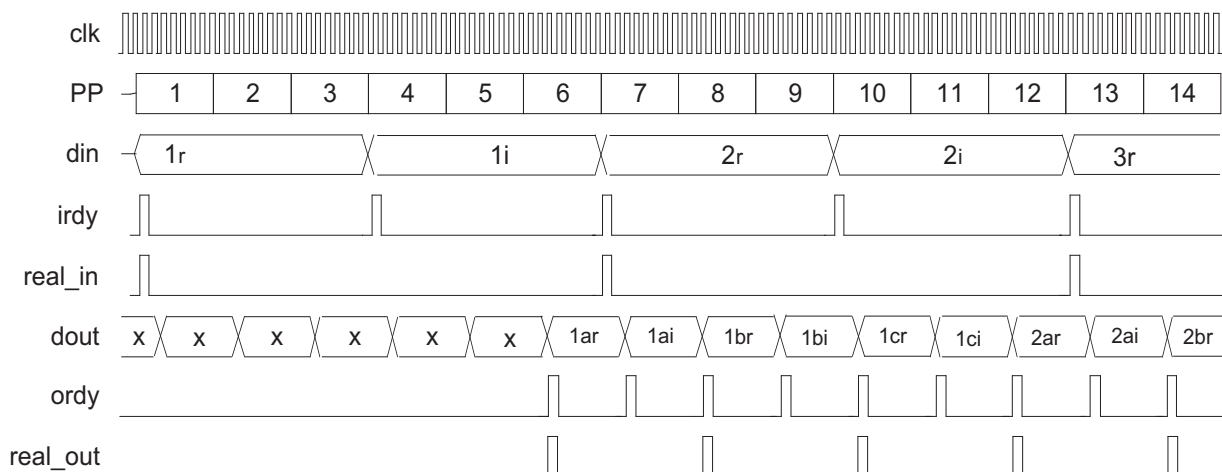 clk
PP 1 2 3 4 5 6 7 8 9 10 11 12 13 14
din 1r 1i 2r 2i 3r
irdy
real_in
dout x x x x x x 1ar 1ai 1br 1bi 1cr 1ci 2ar 2ai 2br
ordy
real_out